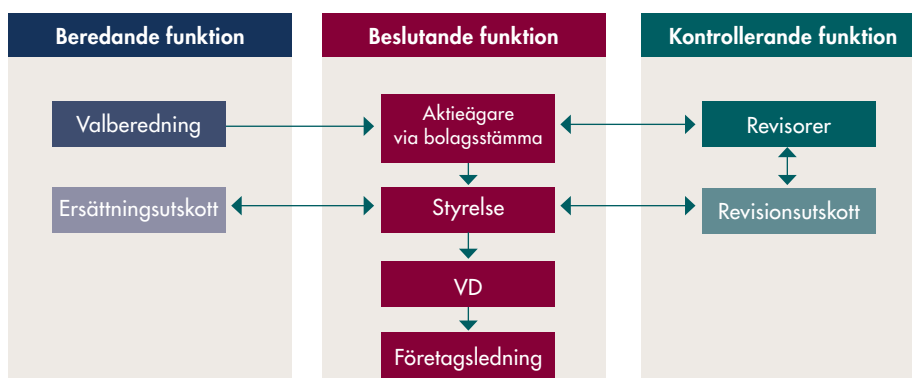 Beredande funktion
Beslutande funktion
Kontrollerande funktion
Valberedning
Aktieägare
via bolagsstämma
Revisorer
Ersättningsutskott
Styrelse
Revisionsutskott
VD
Företagsledning